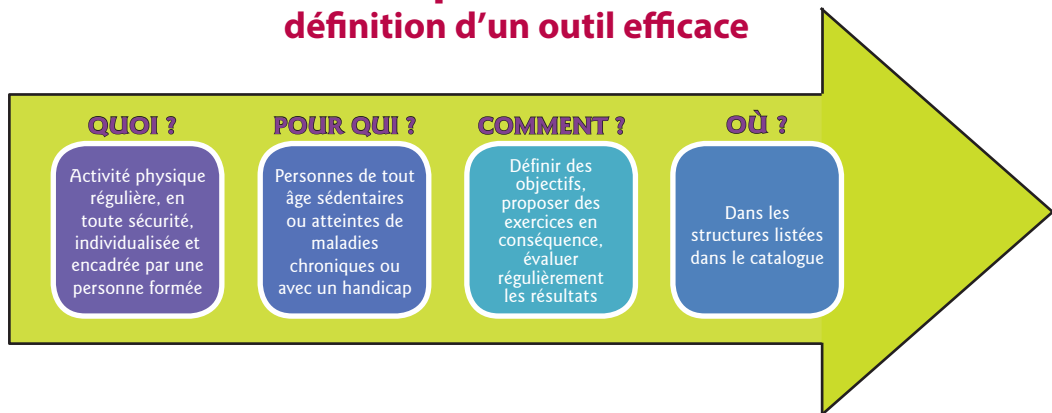 définition d'un outil efficace
QUOI ?
Activité physique
régulière, en
toute sécurité,
individualisée et
encadrée par une
personne formée
POUR QUI ?
Personnes de tout
âge sédentaires
ou atteintes de
maladies
chroniques ou
avec un handicap
COMMENT ?
Définir des
objectifs,
proposer des
exercices en
conséquence,
évaluer
régulièrement
les résultats
OÙ ?
Dans les
structures listées
dans le catalogue